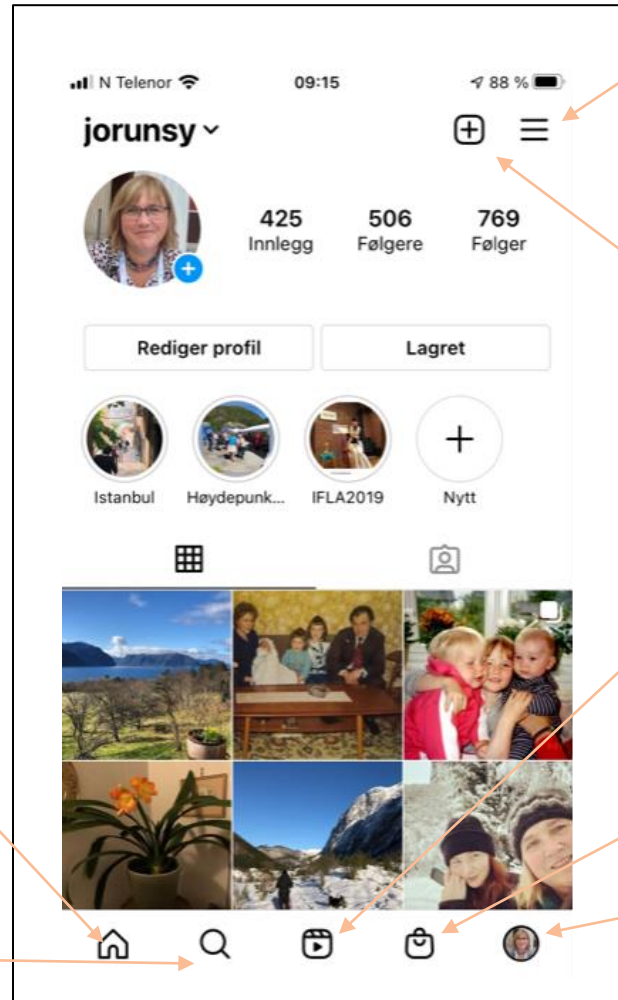 N Telenor 09:15 88 %
jorunsy
425 506 769
Innlegg Følgere Følger
Rediger profil Lagret
Istanbul Høydepunk... IFLA2019 Nytt